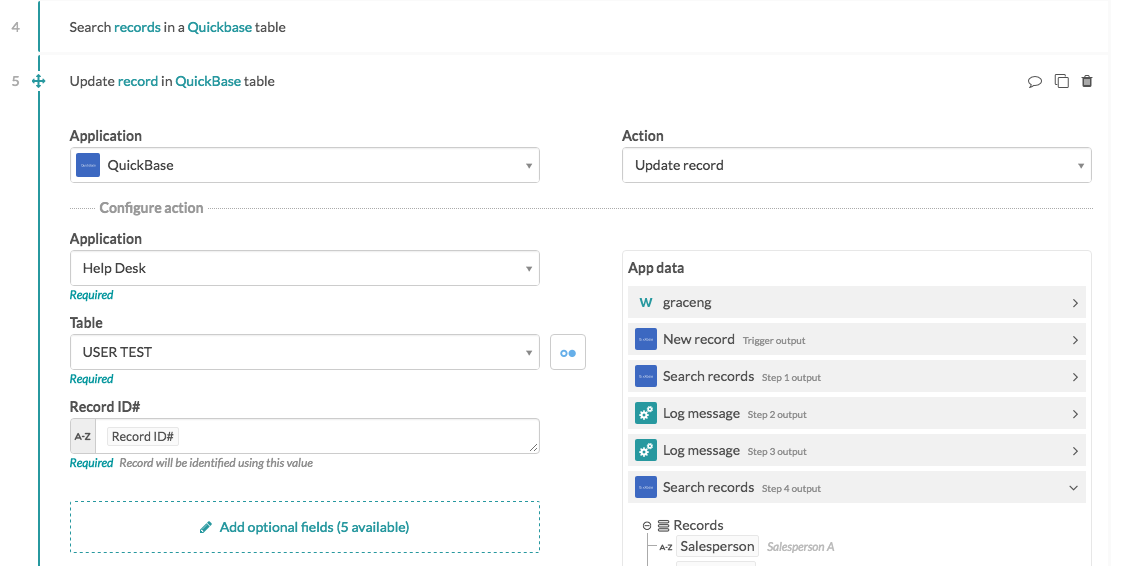 4
Search records in a Quickbase table
5
Update record in QuickBase table
Application
Action
QuickBase
Update record
Configure action
Application
Help Desk
Required
Table
USER TEST
Required
Record ID#
A-Z Record ID#
Required Record will be identified using this value
Add optional fields (5 available)
App data
W graceng
New record Trigger output
Search records Step 1 output
Log message Step 2 output
Log message Step 3 output
Search records Step 4 output
Records
A-Z Salesperson Salesperson A